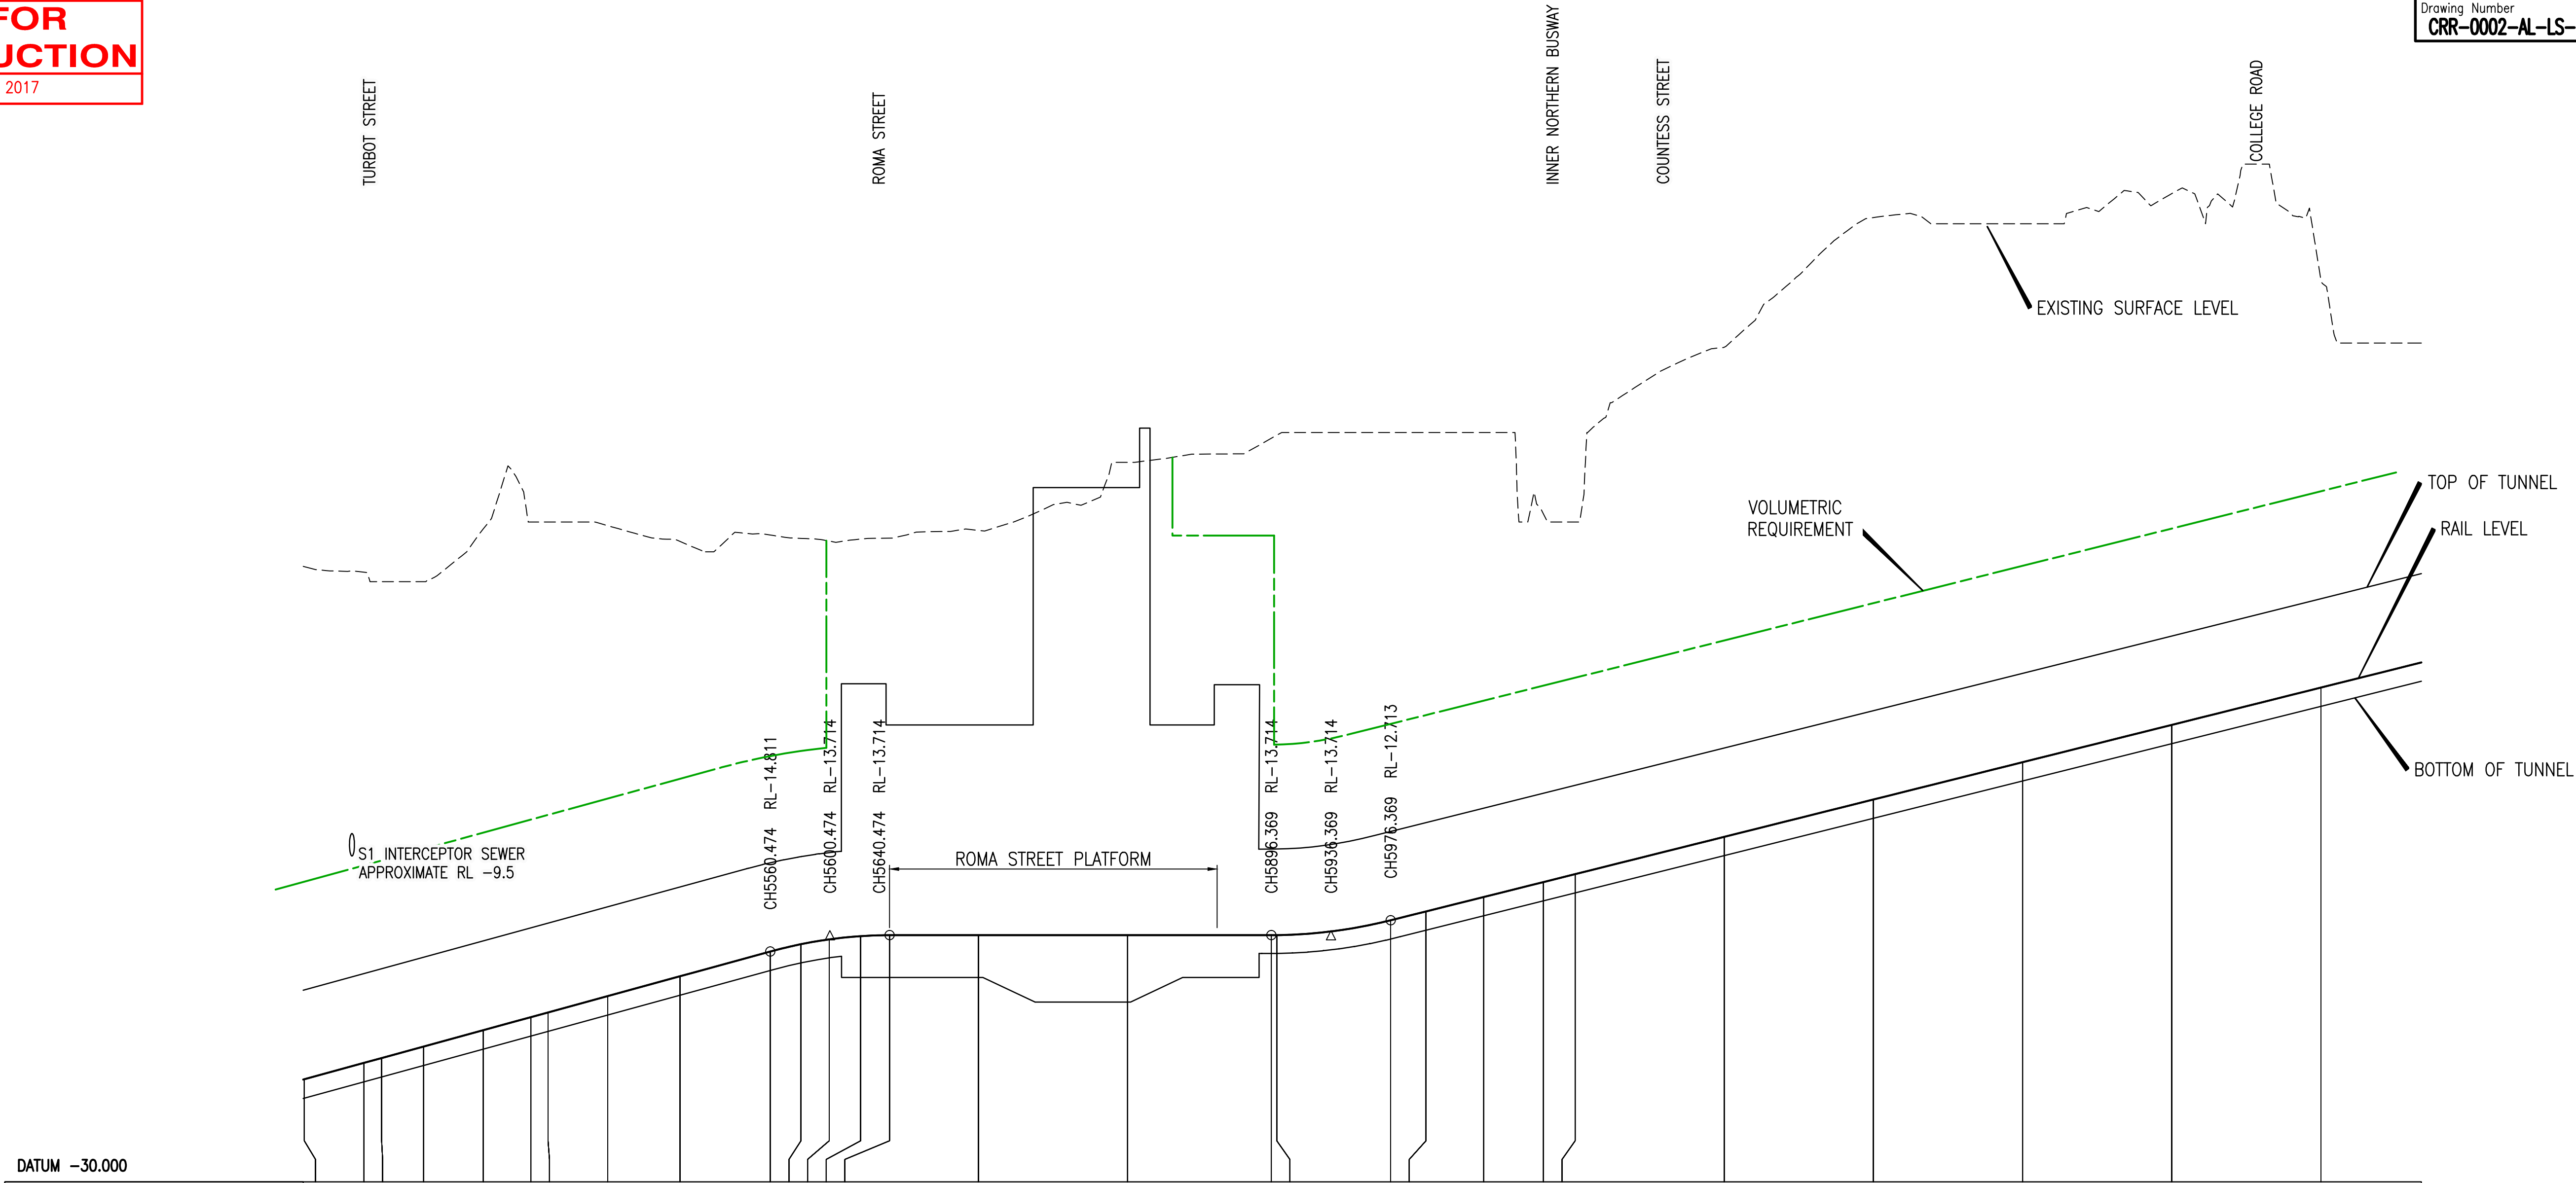 FOR
UCTION
2017
Drawing Number
CRR-0002-AL-LS-
TURBOT STREET
ROMA STREET
INNER NORTHERN BUSWAY
COUNTESS STREET
COLLEGE ROAD
EXISTING SURFACE LEVEL
VOLUMETRIC
REQUIREMENT
TOP OF TUNNEL
RAIL LEVEL
BOTTOM OF TUNNEL
S1 INTERCEPTOR SEWER
APPROXIMATE RL -9.5
CH5560.474 RL-14.811
CH5600.474 RL-13.714
CH5640.474 RL-13.714
ROMA STREET PLATFORM
CH5896.369 RL-13.714
CH5936.369 RL-13.714
CH5976.369 RL-12.713
DATUM -30.000